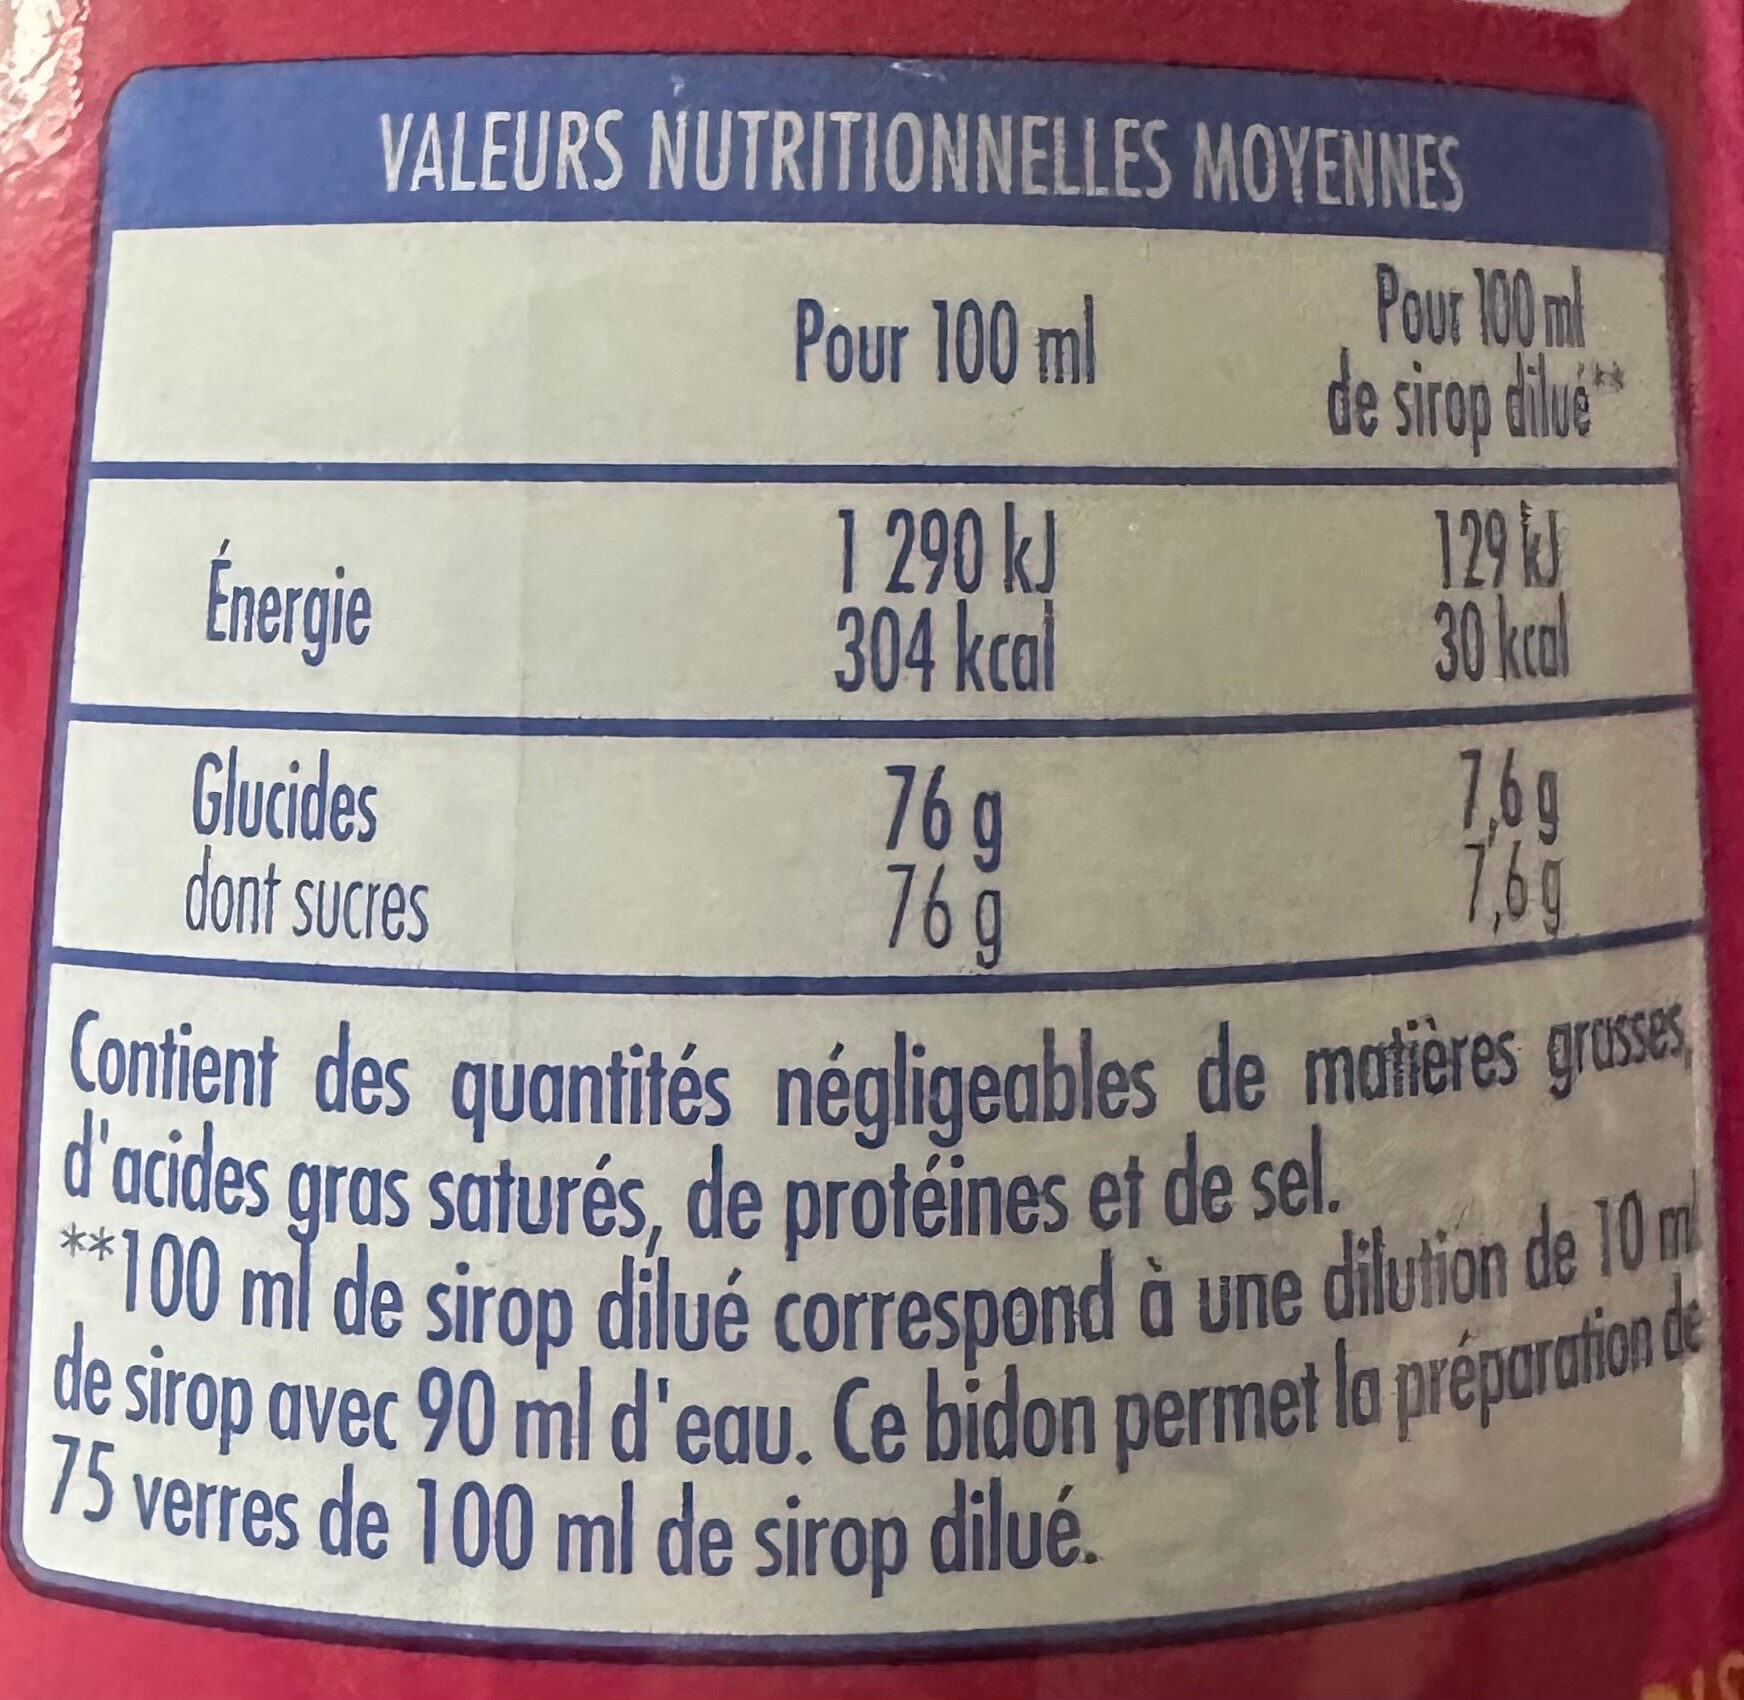 VALEURS NUTRITIONNELLES MOYENNES
Pour 100 ml
Pour 100 ml
de sirop dilué**
Énergie
1 290 kJ
304 kcal
129 kJ
30 kcal
Glucides
dont sucres
76 g
76 g
7,6 g
7,6 g
Contient des quantités négligeables de matières grasses,
d'acides gras saturés, de protéines et de sel.
**100 ml de sirop dilué correspond à une dilution de 10 ml
de sirop avec 90 ml d'eau. Ce bidon permet la préparation de
75 verres de 100 ml de sirop dilué.